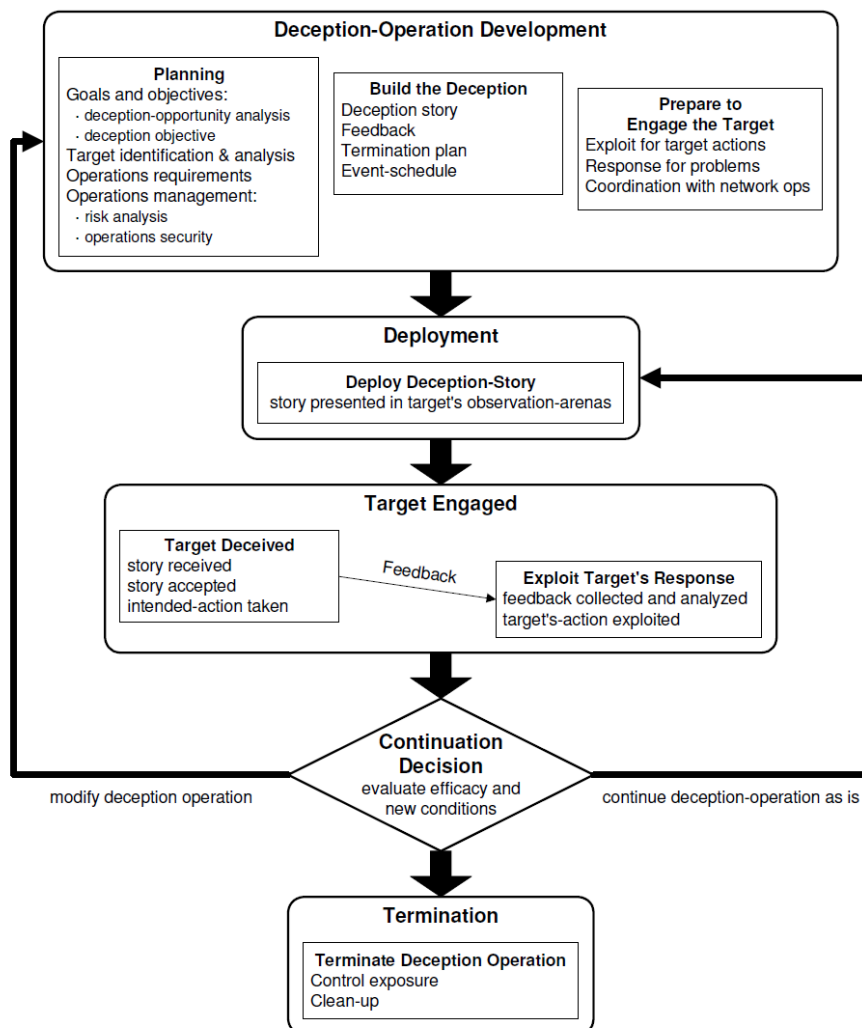 Deception-Operation Development
Planning
Goals and objectives:
· deception-opportunity analysis
· deception objective
Target identification & analysis
Operations requirements
Operations management:
· risk analysis
· operations security
Build the Deception
Deception story
Feedback
Termination plan
Event-schedule
Prepare to
Engage the Target
Exploit for target actions
Response for problems
Coordination with network ops
Deployment
Deploy Deception-Story
story presented in target's observation-arenas
Target Engaged
Target Deceived
story received
story accepted
intended-action taken
Feedback
Exploit Target's Response
feedback collected and analyzed
target's-action exploited
Continuation
Decision
evaluate efficacy and
new conditions
modify deception operation
continue deception-operation as is
Termination
Terminate Deception Operation
Control exposure
Clean-up